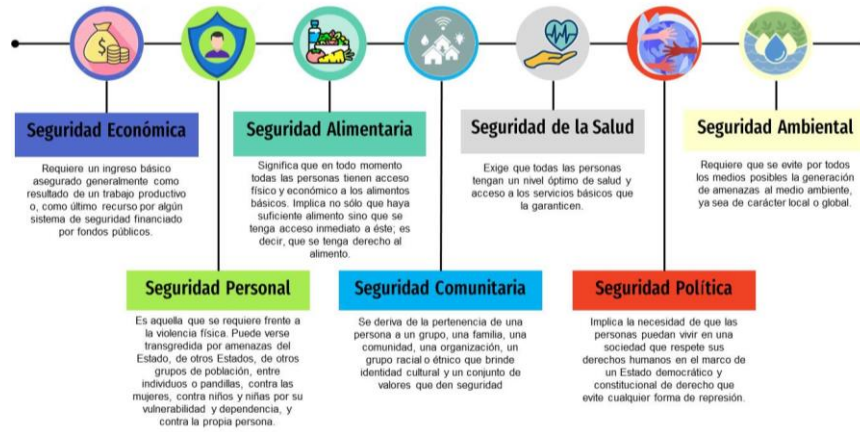 Seguridad Económica
Requiere un ingreso básico
asegurado generalmente como
resultado de un trabajo productivo
o, como último recurso por algún
sistema de seguridad financiado
por fondos públicos.
Seguridad Personal
Es aquella que se requiere frente a
la violencia física. Puede verse
transgredida por amenazas del
Estado, de otros Estados, de otros
grupos de población, entre
individuos o pandillas, contra las
mujeres, contra niños y niñas por su
vulnerabilidad y dependencia, y
contra la propia persona.
Seguridad Alimentaria
Significa que en todo momento
todas las personas tienen acceso
físico y económico a los alimentos
básicos. Implica no sólo que haya
suficiente alimento sino que se
tenga acceso inmediato a éste; es
decir, que se tenga derecho al
alimento.
Seguridad Comunitaria
Se deriva de la pertenencia de una
persona a un grupo, una familia, una
comunidad, una organización, un
grupo racial o étnico que brinde
identidad cultural y un conjunto de
valores que den seguridad
Seguridad de la Salud
Exige que todas las personas
tengan un nivel óptimo de salud y
acceso a los servicios básicos que
la garanticen.
Seguridad Política
Implica la necesidad de que las
personas puedan vivir en una
sociedad que respete sus
derechos humanos en el marco de
un Estado democrático y
constitucional de derecho que
evite cualquier forma de represión.
Seguridad Ambiental
Requiere que se evite por todos
los medios posibles la generación
de amenazas al medio ambiente,
ya sea de carácter local o global.